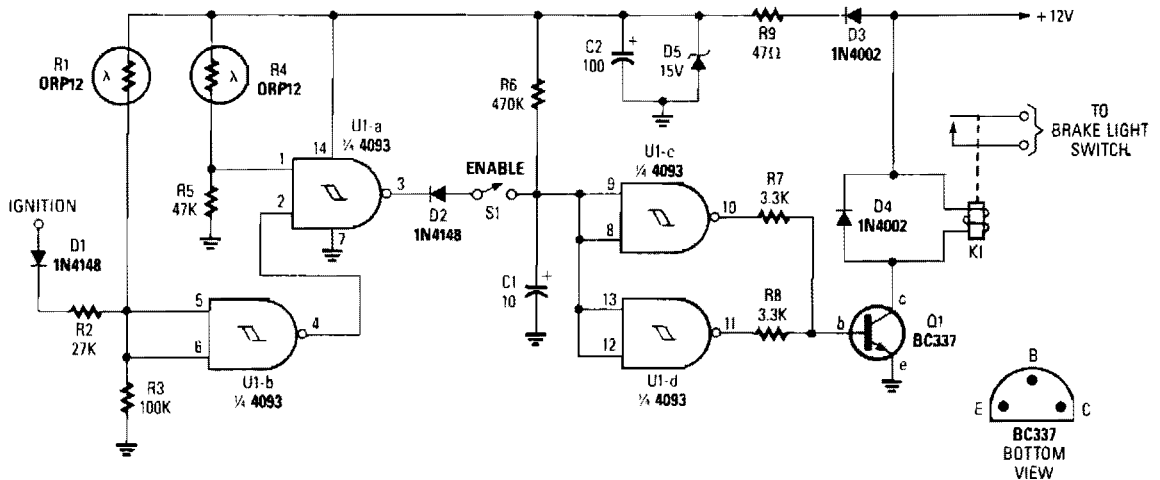 R1
ORP12
λ
R4
ORP12
λ
R5
47K
IGNITION
D1
1N4148
R2
27K
R3
100K
U1-a
¼ 4093
1
2
14
3
7
5
6
4
U1-b
¼ 4093
D2
1N4148
ENABLE
S1
R6
470K
C1
10
+
C2
100
+
D5
15V
R9
47Ω
D3
1N4002
+12V
U1-c
¼ 4093
9
8
10
13
12
11
U1-d
¼ 4093
R7
3.3K
R8
3.3K
D4
1N4002
K1
TO
BRAKE LIGHT
SWITCH.
c
b
e
Q1
BC337
B
E
C
BC337
BOTTOM
VIEW